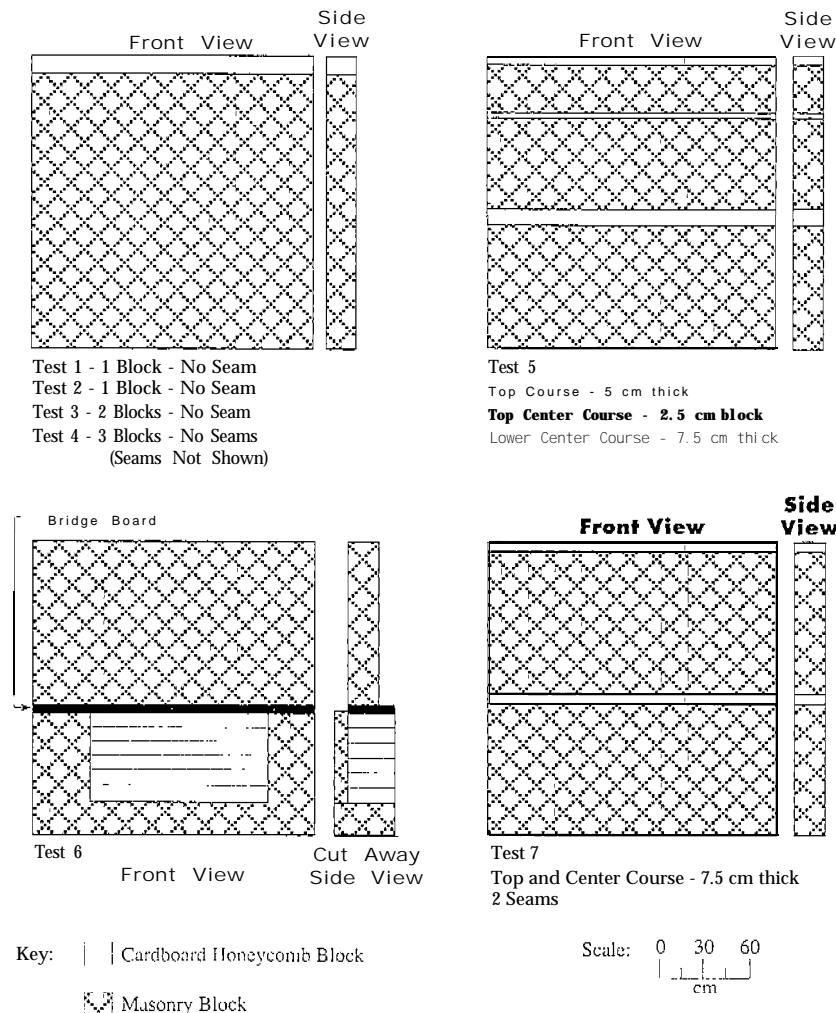 Front View
Side
View
Test 1 - 1 Block - No Seam
Test 2 - 1 Block - No Seam
Test 3 - 2 Blocks - No Seam
Test 4 - 3 Blocks - No Seams
(Seams Not Shown)
Front View
Side
View
Test 5
Top Course - 5 cm thick
Top Center Course - 2.5 cm block
Lower Center Course - 7.5 cm thick
Bridge Board
Test 6
Front View
Cut Away
Side View
Front View
Side
View
Test 7
Top and Center Course - 7.5 cm thick
2 Seams
Key:
Cardboard Honeycomb Block
Masonry Block
Scale: 0 30 60
cm